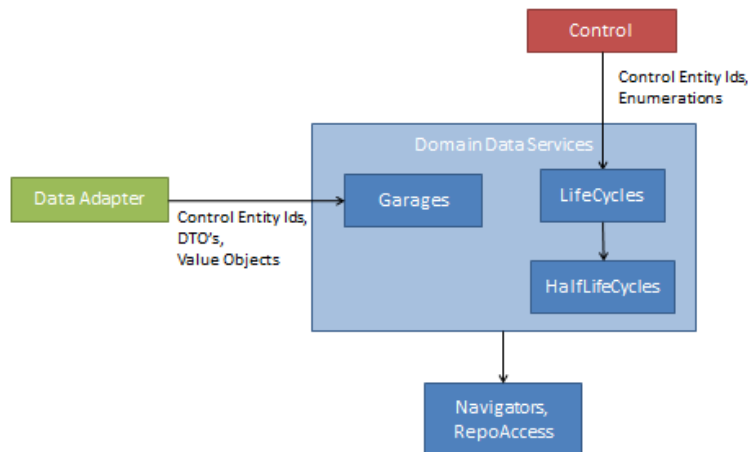 Control
Control Entity Ids,
Enumerations
Domain Data Services
Data Adapter
Garages
LifeCycles
Control Entity Ids,
DTO's,
Value Objects
HalfLifeCycles
Navigators,
RepoAccess